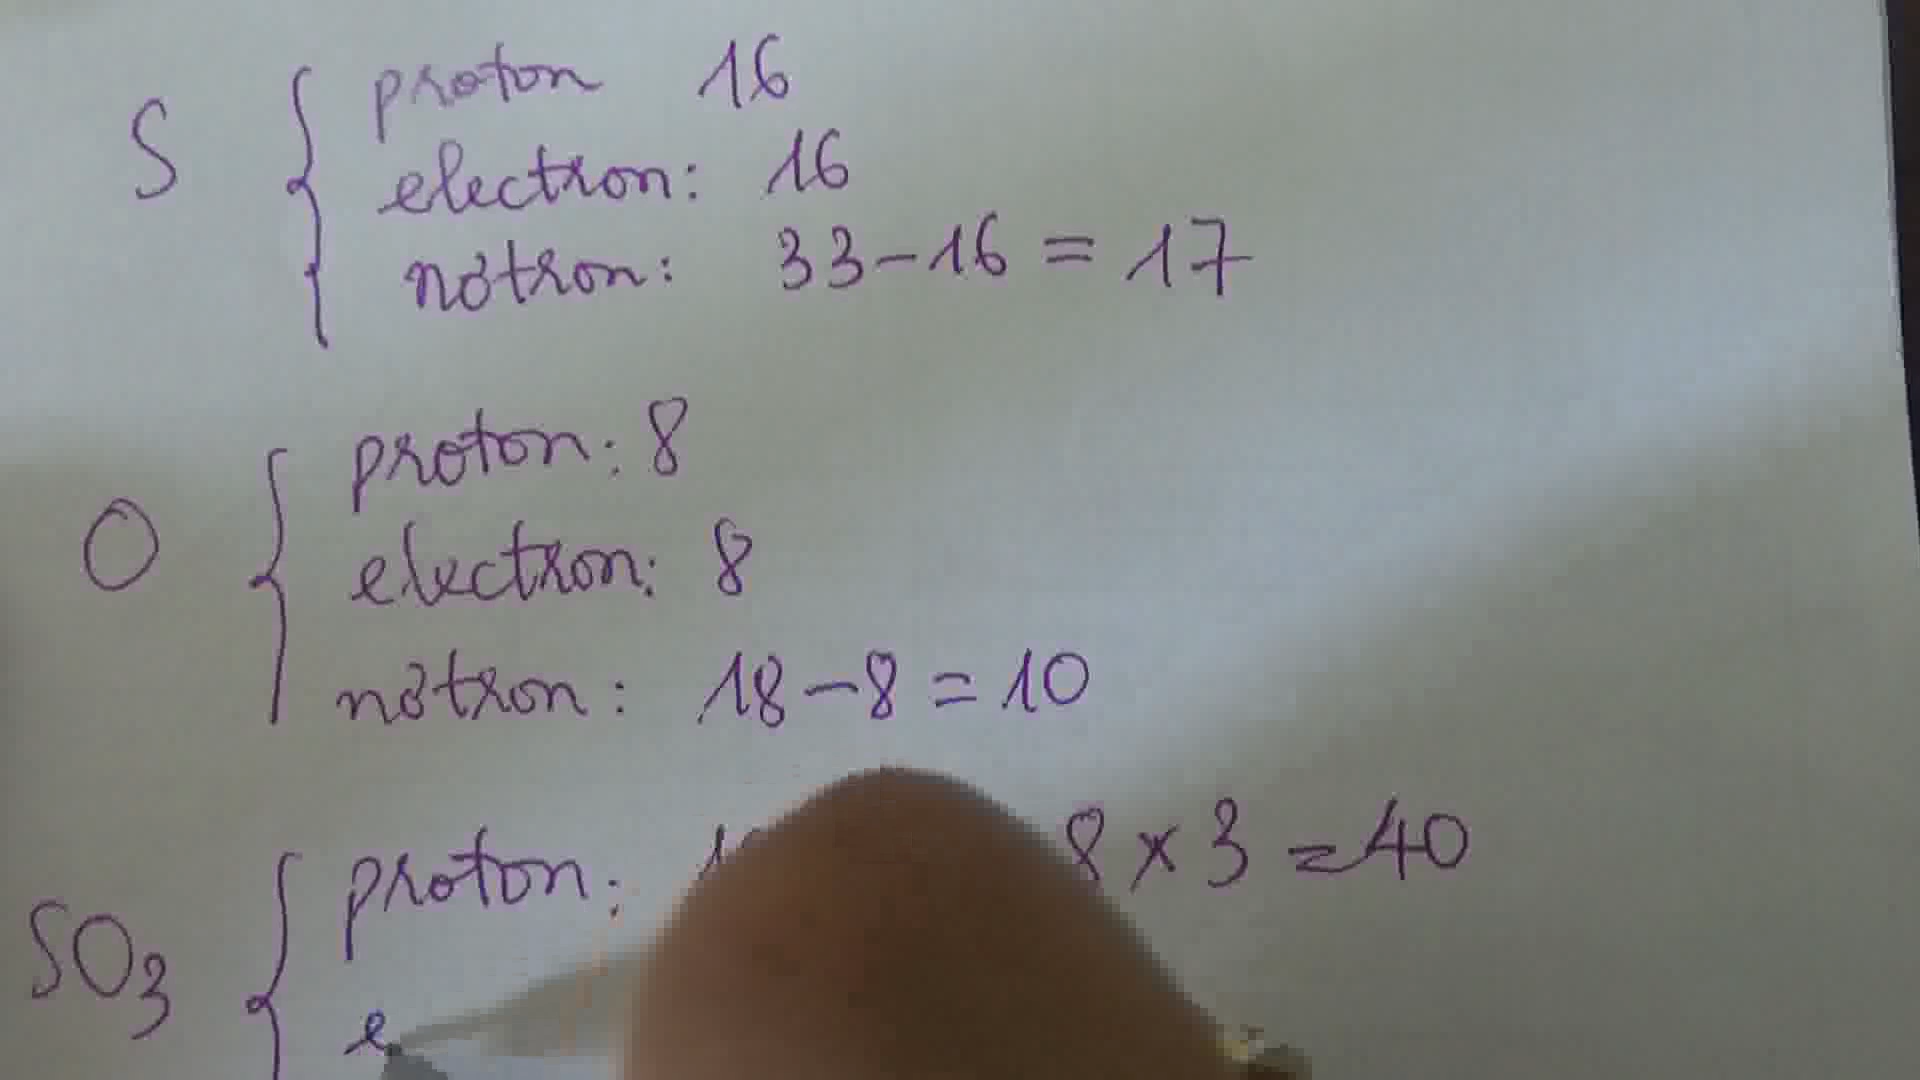 S { proton 16
electron: 16
nơtron: 33-16 = 17
O { proton: 8
electron: 8
nơtron: 18-8 = 10
SO3 { proton: 8 x 3 = 40
e